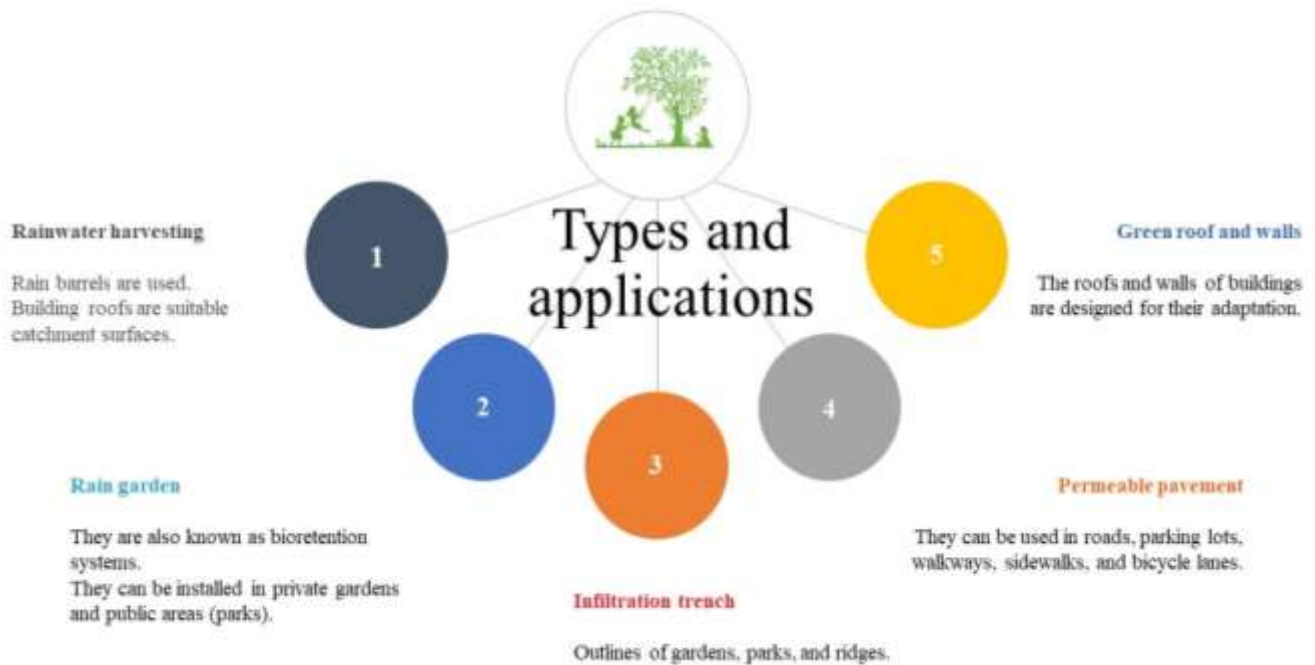 Types and
applications
1
Rainwater harvesting
Rain barrels are used.
Building roofs are suitable
catchment surfaces.
2
Rain garden
They are also known as bioretention
systems.
They can be installed in private gardens
and public areas (parks).
3
Infiltration trench
Outlines of gardens, parks, and ridges.
4
Permeable pavement
They can be used in roads, parking lots,
walkways, sidewalks, and bicycle lanes.
5
Green roof and walls
The roofs and walls of buildings
are designed for their adaptation.